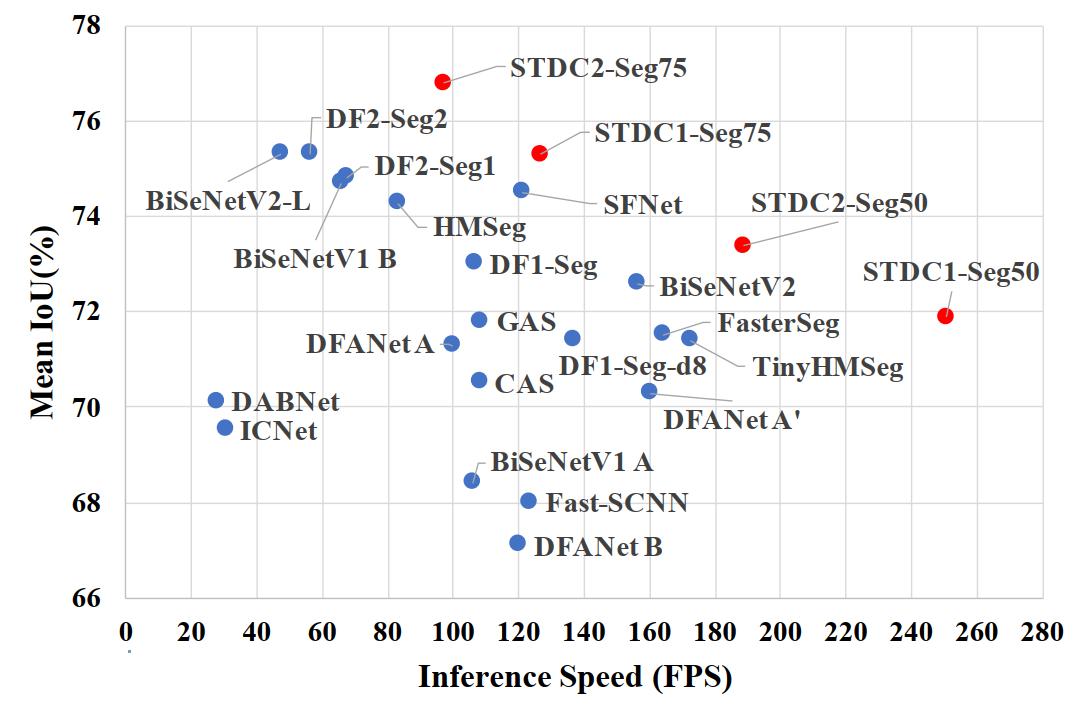 78
STDC2-Seg75
76
DF2-Seg2
STDC1-Seg75
DF2-Seg1
BiSeNetV2-L
SFNet
STDC2-Seg50
74
HMSeg
BiSeNetV1 B
DF1-Seg
STDC1-Seg50
BiSeNetV2
72
GAS
FasterSeg
DFANet A
DF1-Seg-d8
TinyHMSeg
CAS
70
DABNet
DFANet A'
ICNet
BiSeNetV1 A
68
Fast-SCNN
DFANet B
66
Mean IoU(%)
0 20 40 60 80 100 120 140 160 180 200 220 240 260 280
Inference Speed (FPS)